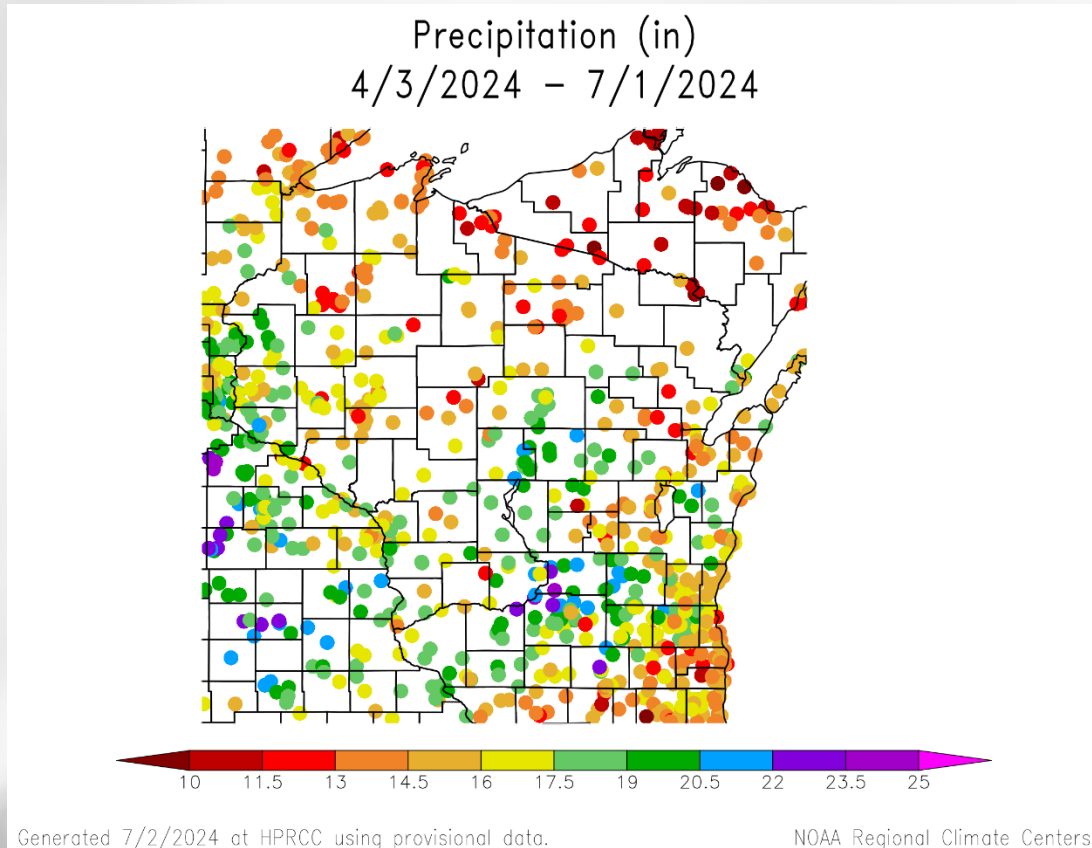 Precipitation (in)
4/3/2024 – 7/1/2024
10 11.5 13 14.5 16 17.5 19 20.5 22 23.5 25
Generated 7/2/2024 at HPRCC using provisional data.
NOAA Regional Climate Centers